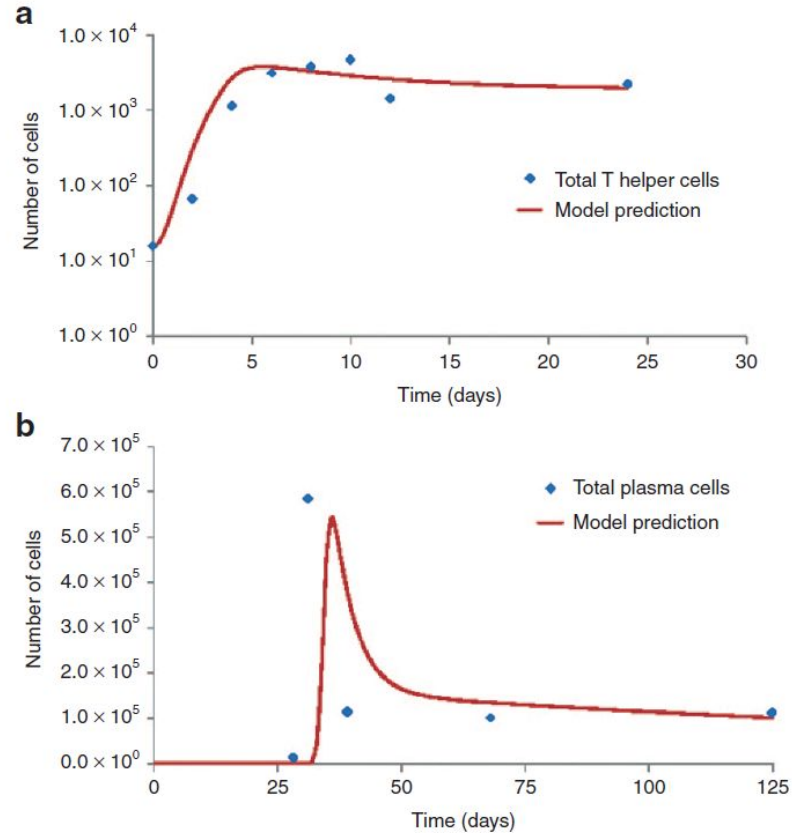 a
1.0 × 10⁴
1.0 × 10³
1.0 × 10²
1.0 × 10¹
1.0 × 10⁰
Number of cells
Total T helper cells
Model prediction
0 5 10 15 20 25 30
Time (days)
b
7.0 × 10⁵
6.0 × 10⁵
5.0 × 10⁵
4.0 × 10⁵
3.0 × 10⁵
2.0 × 10⁵
1.0 × 10⁵
0.0 × 10⁰
Number of cells
Total plasma cells
Model prediction
0 25 50 75 100 125
Time (days)